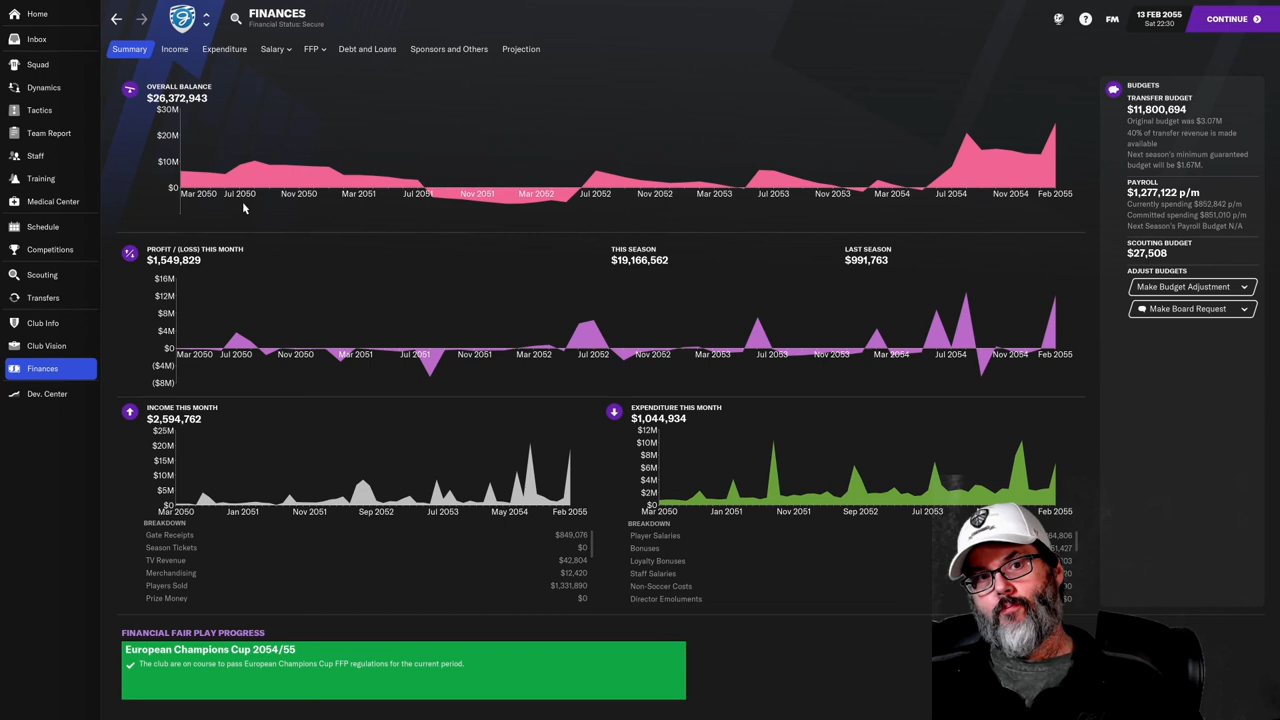 Home
Inbox
Squad
Dynamics
Tactics
Team Report
Staff
Training
Medical Center
Schedule
Competitions
Scouting
Transfers
Club Info
Club Vision
Finances
Dev. Center
FINANCES
Financial Status: Secure
FM
13 FEB 2055
Sat 22:30
CONTINUE
Summary
Income
Expenditure
Salary
FFP
Debt and Loans
Sponsors and Others
Projection
OVERALL BALANCE
$26,372,943
$30M
$20M
$10M
$0
Mar 2050 Jul 2050 Nov 2050 Mar 2051 Jul 2051 Nov 2051 Mar 2052 Jul 2052 Nov 2052 Mar 2053 Jul 2053 Nov 2053 Mar 2054 Jul 2054 Nov 2054 Feb 2055
PROFIT / (LOSS) THIS MONTH
$1,549,829
THIS SEASON
$19,166,562
LAST SEASON
$991,763
$16M
$12M
$8M
$4M
$0
($4M)
($8M)
Mar 2050 Jul 2050 Nov 2050 Mar 2051 Jul 2051 Nov 2051 Mar 2052 Jul 2052 Nov 2052 Mar 2053 Jul 2053 Nov 2053 Mar 2054 Jul 2054 Nov 2054 Feb 2055
INCOME THIS MONTH
$2,594,762
$25M
$20M
$15M
$10M
$5M
$0
Mar 2050 Jan 2051 Nov 2051 Sep 2052 Jul 2053 May 2054 Feb 2055
BREAKDOWN
Gate Receipts $849,076
Season Tickets $0
TV Revenue $42,804
Merchandising $12,420
Players Sold $1,331,890
Prize Money $0
EXPENDITURE THIS MONTH
$1,044,934
$12M
$10M
$8M
$6M
$4M
$2M
$0
Mar 2050 Jan 2051 Nov 2051 Sep 2052 Jul 2053 May 2054 Feb 2055
BREAKDOWN
Player Salaries
Bonuses
Loyalty Bonuses
Staff Salaries
Non-Soccer Costs
Director Emoluments
FINANCIAL FAIR PLAY PROGRESS
European Champions Cup 2054/55
The club are on course to pass European Champions Cup FFP regulations for the current period.
BUDGETS
TRANSFER BUDGET
$11,800,694
Original budget was $3.07M
40% of transfer revenue is made
available
Next season's minimum guaranteed
budget will be $1.67M.
PAYROLL
$1,277,122 p/m
Currently spending $852,842 p/m
Committed spending $851,010 p/m
Next Season's Payroll Budget N/A
SCOUTING BUDGET
$27,508
ADJUST BUDGETS
Make Budget Adjustment
Make Board Request